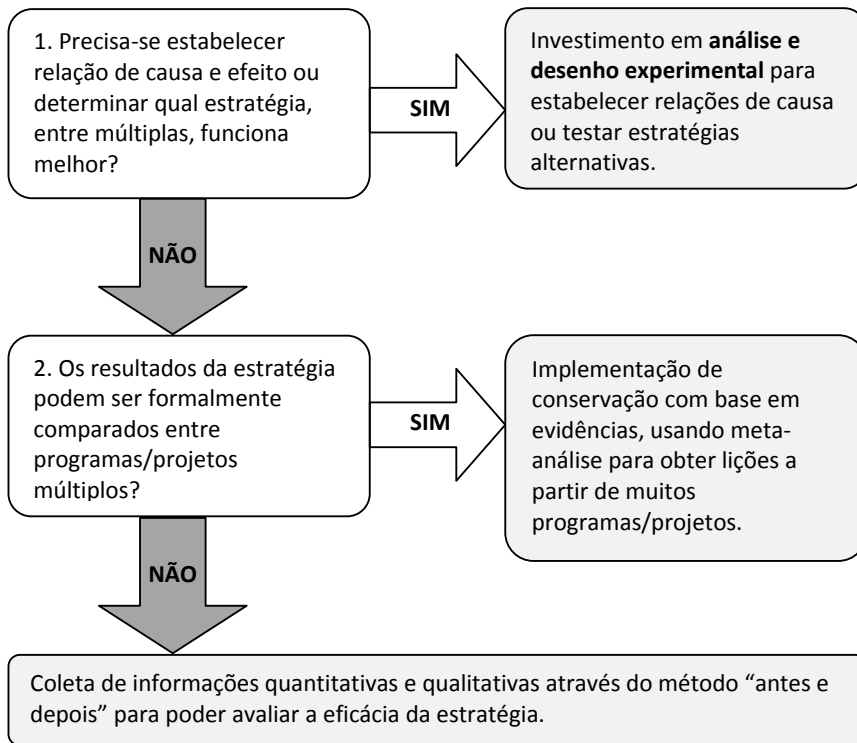 1. Precisa-se estabelecer
relação de causa e efeito ou
determinar qual estratégia,
entre múltiplas, funciona
melhor?
SIM
Investimento em análise e
desenho experimental para
estabelecer relações de causa
ou testar estratégias
alternativas.
NÃO
2. Os resultados da estratégia
podem ser formalmente
comparados entre
programas/projetos
múltiplos?
SIM
Implementação de
conservação com base em
evidências, usando meta-
análise para obter lições a
partir de muitos
programas/projetos.
NÃO
Coleta de informações quantitativas e qualitativas através do método “antes e
depois” para poder avaliar a eficácia da estratégia.